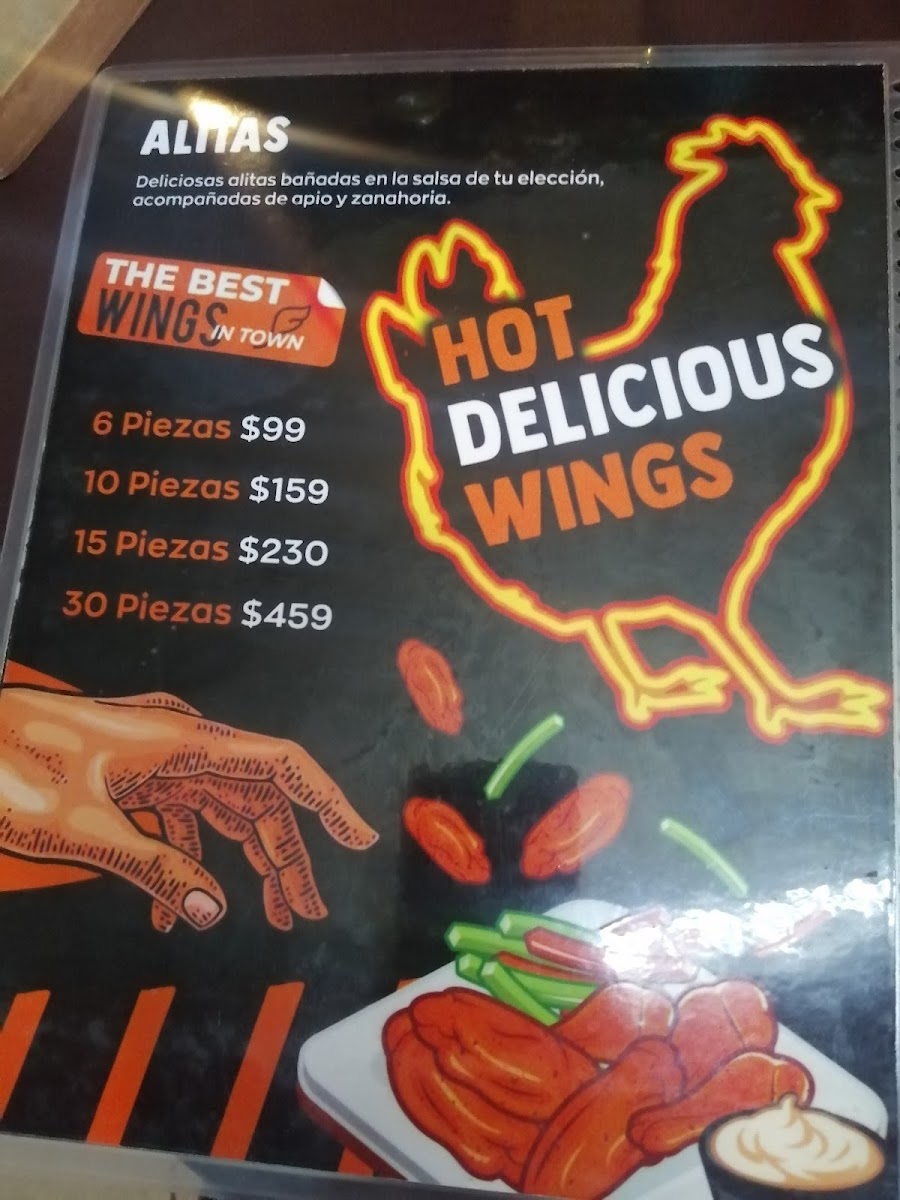 ALITAS
Deliciosas alitas bañadas en la salsa de tu elección,
acompañadas de apio y zanahoria.
THE BEST
WINGS
IN TOWN
HOT
DELICIOUS
WINGS
6 Piezas $99
10 Piezas $159
15 Piezas $230
30 Piezas $459